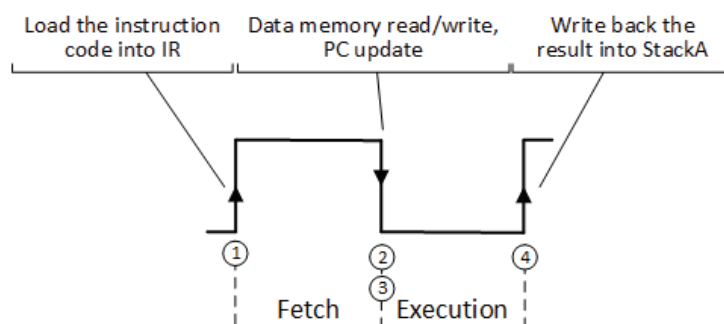 Load the instruction
code into IR
Data memory read/write,
PC update
Write back the
result into StackA
1
2
3
4
Fetch
Execution